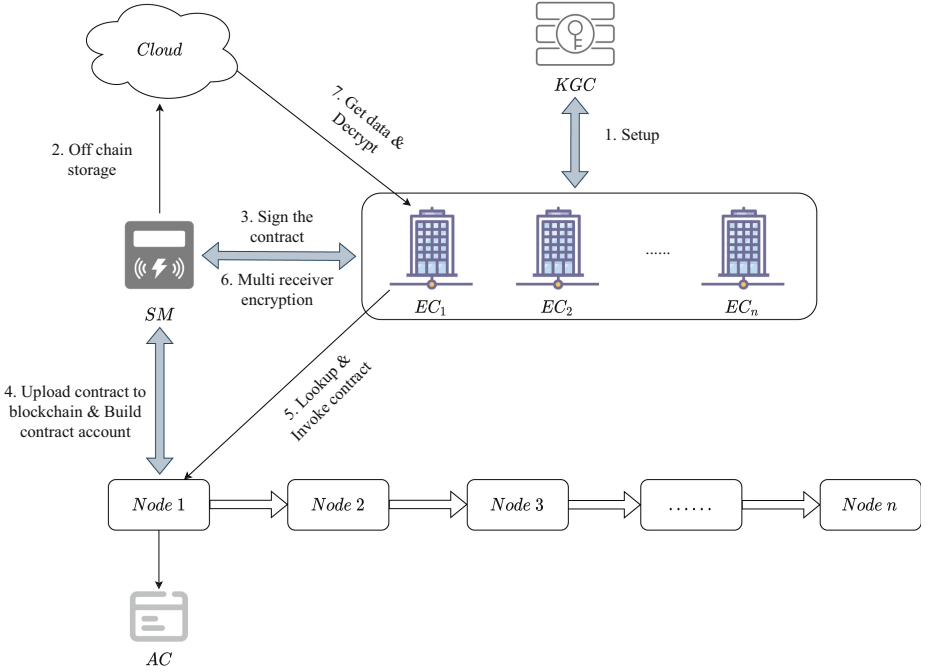 Cloud
KGC
1. Setup
7. Get data &
Decrypt
2. Off chain
storage
3. Sign the
contract
6. Multi receiver
encryption
......
SM
EC₁
EC₂
ECₙ
4. Upload contract to
blockchain & Build
contract account
5. Lookup &
Invoke contract
Node 1
Node 2
Node 3
......
Node n
AC